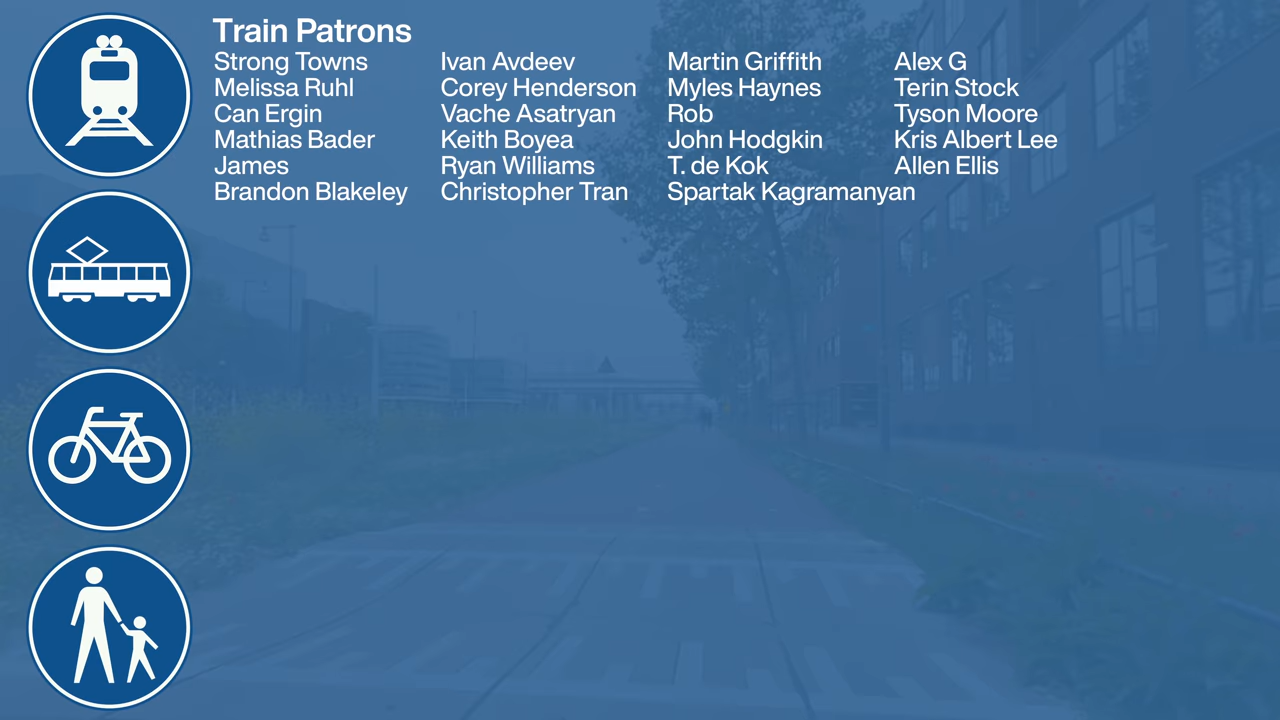 Train Patrons
Strong Towns
Melissa Ruhl
Can Ergin
Mathias Bader
James
Brandon Blakeley
Ivan Avdeev
Corey Henderson
Vache Asatryan
Keith Boyea
Ryan Williams
Christopher Tran
Martin Griffith
Myles Haynes
Rob
John Hodgkin
T. de Kok
Spartak Kagramanyan
Alex G
Terin Stock
Tyson Moore
Kris Albert Lee
Allen Ellis